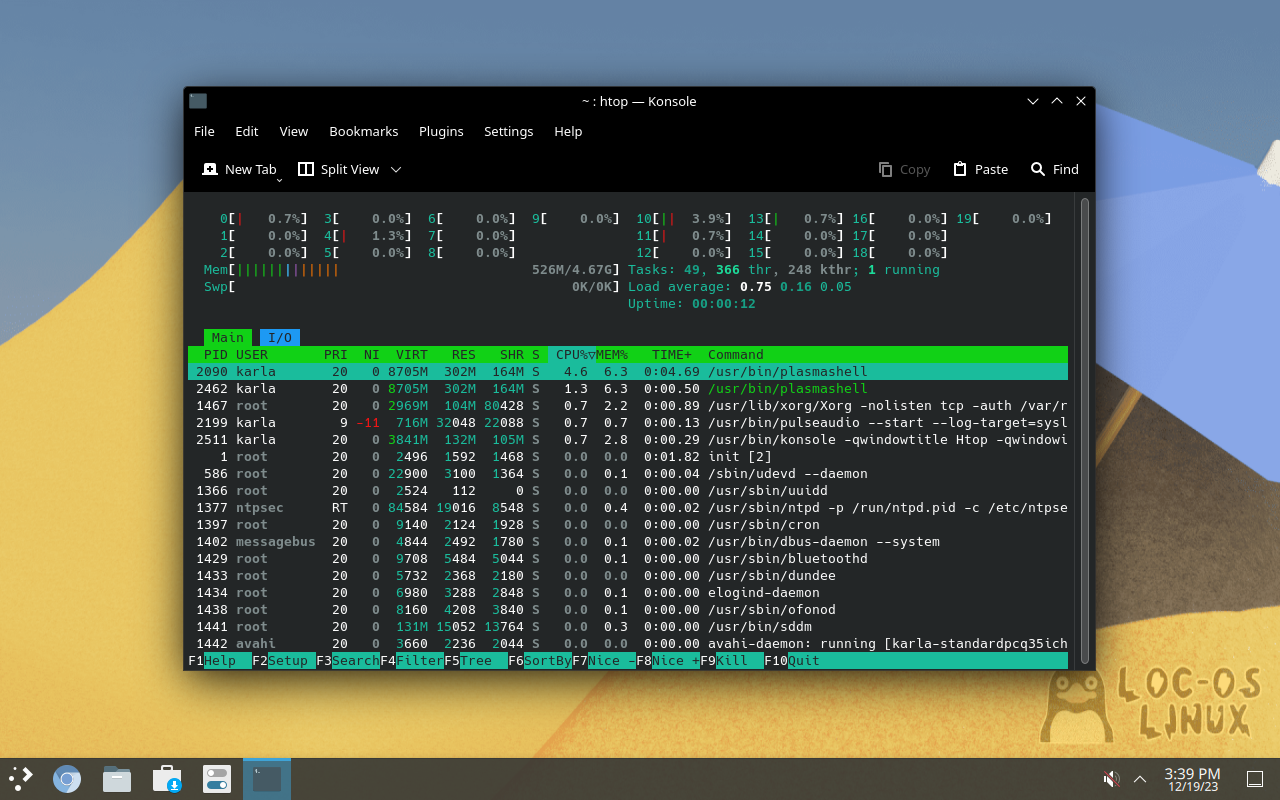 ~ : htop — Konsole
File Edit View Bookmarks Plugins Settings Help
New Tab Split View Copy Paste Find
0[| 0.7%] 3[ 0.0%] 6[ 0.0%] 9[ 0.0%] 10[|| 3.9%] 13[| 0.7%] 16[ 0.0%] 19[ 0.0%]
1[ 0.0%] 4[| 1.3%] 7[ 0.0%] 11[| 0.7%] 14[ 0.0%] 17[ 0.0%]
2[ 0.0%] 5[ 0.0%] 8[ 0.0%] 12[ 0.0%] 15[ 0.0%] 18[ 0.0%]
Mem[||||||||||||| 526M/4.67G] Tasks: 49, 366 thr, 248 kthr; 1 running
Swp[ 0K/0K] Load average: 0.75 0.16 0.05
Uptime: 00:00:12
Main I/O
PID USER PRI NI VIRT RES SHR S CPU%▽MEM% TIME+ Command
2090 karla 20 0 8705M 302M 164M S 4.6 6.3 0:04.69 /usr/bin/plasmashell
2462 karla 20 0 8705M 302M 164M S 1.3 6.3 0:00.50 /usr/bin/plasmashell
1467 root 20 0 2969M 104M 80428 S 0.7 2.2 0:00.89 /usr/lib/xorg/Xorg -nolisten tcp -auth /var/r
2199 karla 9 -11 716M 32048 22088 S 0.7 0.7 0:00.13 /usr/bin/pulseaudio --start --log-target=sysl
2511 karla 20 0 3841M 132M 105M S 0.7 2.8 0:00.29 /usr/bin/konsole -qwindowtitle Htop -qwindowi
1 root 20 0 2496 1592 1468 S 0.0 0.0 0:01.82 init [2]
586 root 20 0 22900 3100 1364 S 0.0 0.1 0:00.04 /sbin/udevd --daemon
1366 root 20 0 2524 112 0 S 0.0 0.0 0:00.00 /usr/sbin/uuidd
1377 ntpsec RT 0 84584 19016 8548 S 0.0 0.4 0:00.02 /usr/sbin/ntpd -p /run/ntpd.pid -c /etc/ntpse
1397 root 20 0 9140 2124 1928 S 0.0 0.0 0:00.00 /usr/sbin/cron
1402 messagebus 20 0 4844 2492 1780 S 0.0 0.1 0:00.02 /usr/bin/dbus-daemon --system
1429 root 20 0 9708 5484 5044 S 0.0 0.1 0:00.00 /usr/sbin/bluetoothd
1433 root 20 0 5732 2368 2180 S 0.0 0.0 0:00.00 /usr/sbin/dundee
1434 root 20 0 6980 3288 2848 S 0.0 0.1 0:00.00 elogind-daemon
1438 root 20 0 8160 4208 3840 S 0.0 0.1 0:00.00 /usr/sbin/ofonod
1441 root 20 0 131M 15052 13764 S 0.0 0.3 0:00.00 /usr/bin/sddm
1442 avahi 20 0 3660 2236 2044 S 0.0 0.0 0:00.00 avahi-daemon: running [karla-standardpcq35ich
F1Help F2Setup F3SearchF4FilterF5Tree F6SortByF7Nice -F8Nice +F9Kill F10Quit
LOC-OS
LINUX
3:39 PM
12/19/23